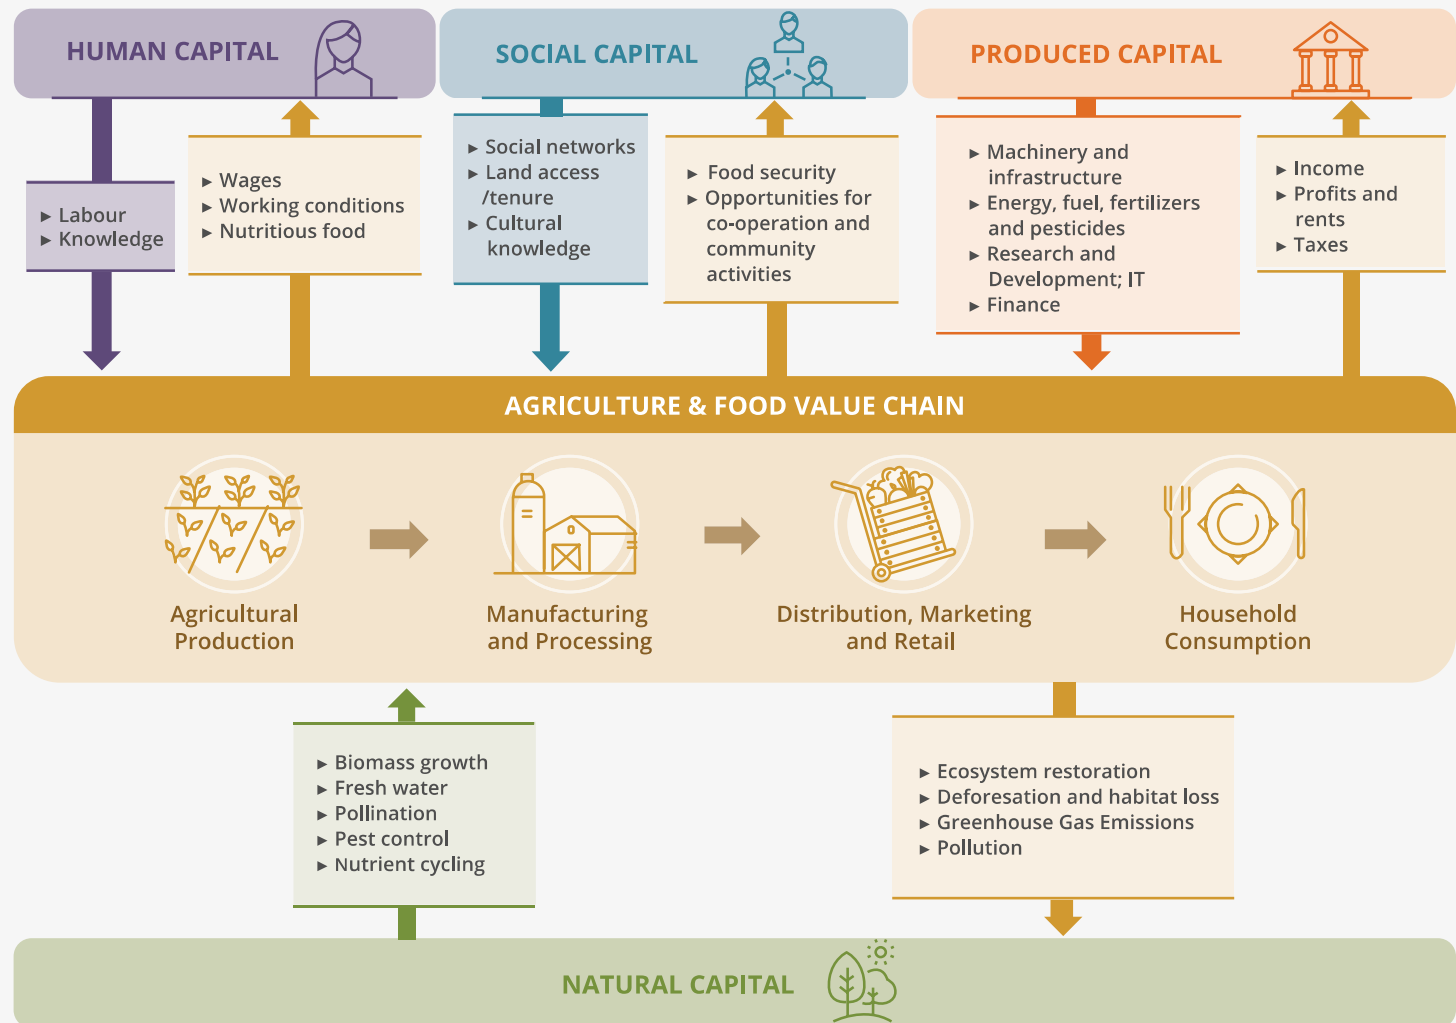 HUMAN CAPITAL
SOCIAL CAPITAL
PRODUCED CAPITAL
► Labour
► Knowledge
► Wages
► Working conditions
► Nutritious food
► Social networks
► Land access
/tenure
► Cultural
knowledge
► Food security
► Opportunities for
co-operation and
community
activities
► Machinery and
infrastructure
► Energy, fuel, fertilizers
and pesticides
► Research and
Development; IT
► Finance
► Income
► Profits and
rents
► Taxes
AGRICULTURE & FOOD VALUE CHAIN
Agricultural
Production
Manufacturing
and Processing
Distribution, Marketing
and Retail
Household
Consumption
► Biomass growth
► Fresh water
► Pollination
► Pest control
► Nutrient cycling
► Ecosystem restoration
► Deforesation and habitat loss
► Greenhouse Gas Emissions
► Pollution
NATURAL CAPITAL